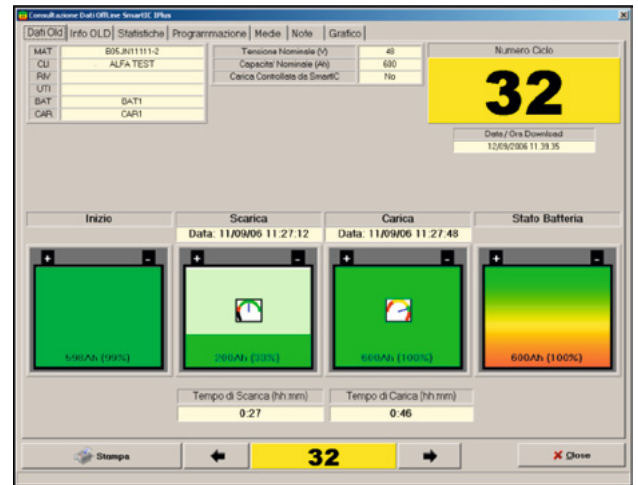 Consultazione Dati OffLine SmartIC IPlus
Dati Old Info OLD Statistiche Programmazione Medie Note Grafico
MAT B05JN11111-2
CLI ALFA TEST
RIV
UTI
BAT BAT1
CAR CAR1
Tensione Nominale (V) 48
Capacita' Nominale (Ah) 600
Carica Controllata da SmartIC No
Numero Ciclo
32
Data / Ora Download
12/09/2006 11.39.35
Inizio Scarica Carica Stato Batteria
Data: 11/09/06 11:27:12 Data: 11/09/06 11:27:48
+ - + - + - + -
598Ah (99%) 200Ah (33%) 600Ah (100%) 600Ah (100%)
Tempo di Scarica (hh:mm) Tempo di Carica (hh:mm)
0:27 0:46
Stampa 32 Close